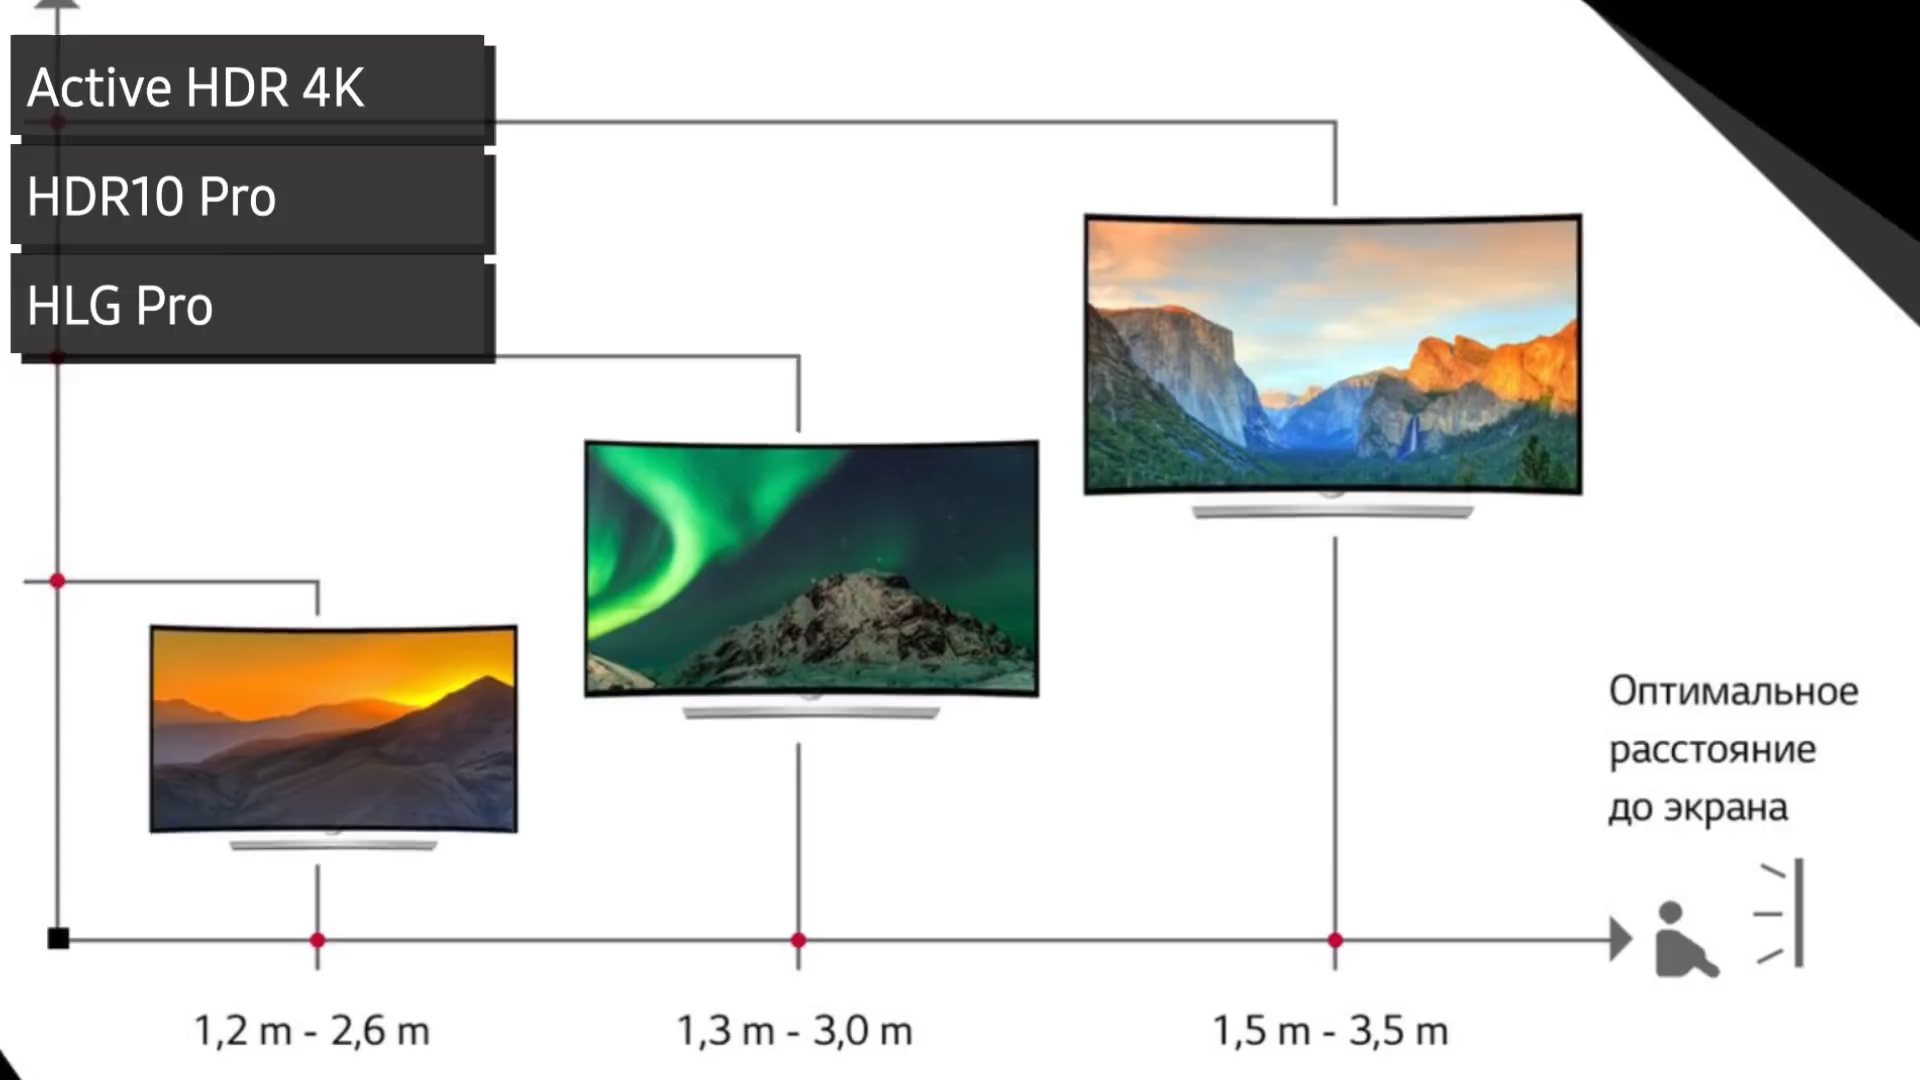 Active HDR 4K
HDR10 Pro
HLG Pro
Оптимальное
расстояние
до экрана
1,2 m - 2,6 m
1,3 m - 3,0 m
1,5 m - 3,5 m